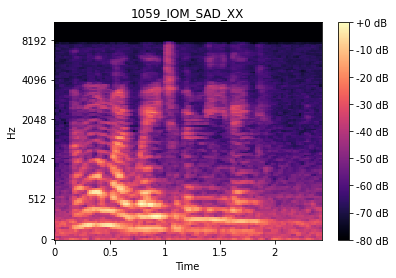 1059_IOM_SAD_XX
+0 dB
8192
-10 dB
4096
-20 dB
-30 dB
2048
Hz
-40 dB
1024
-50 dB
512
-60 dB
-70 dB
0
-80 dB
0 0.5 1 1.5 2
Time